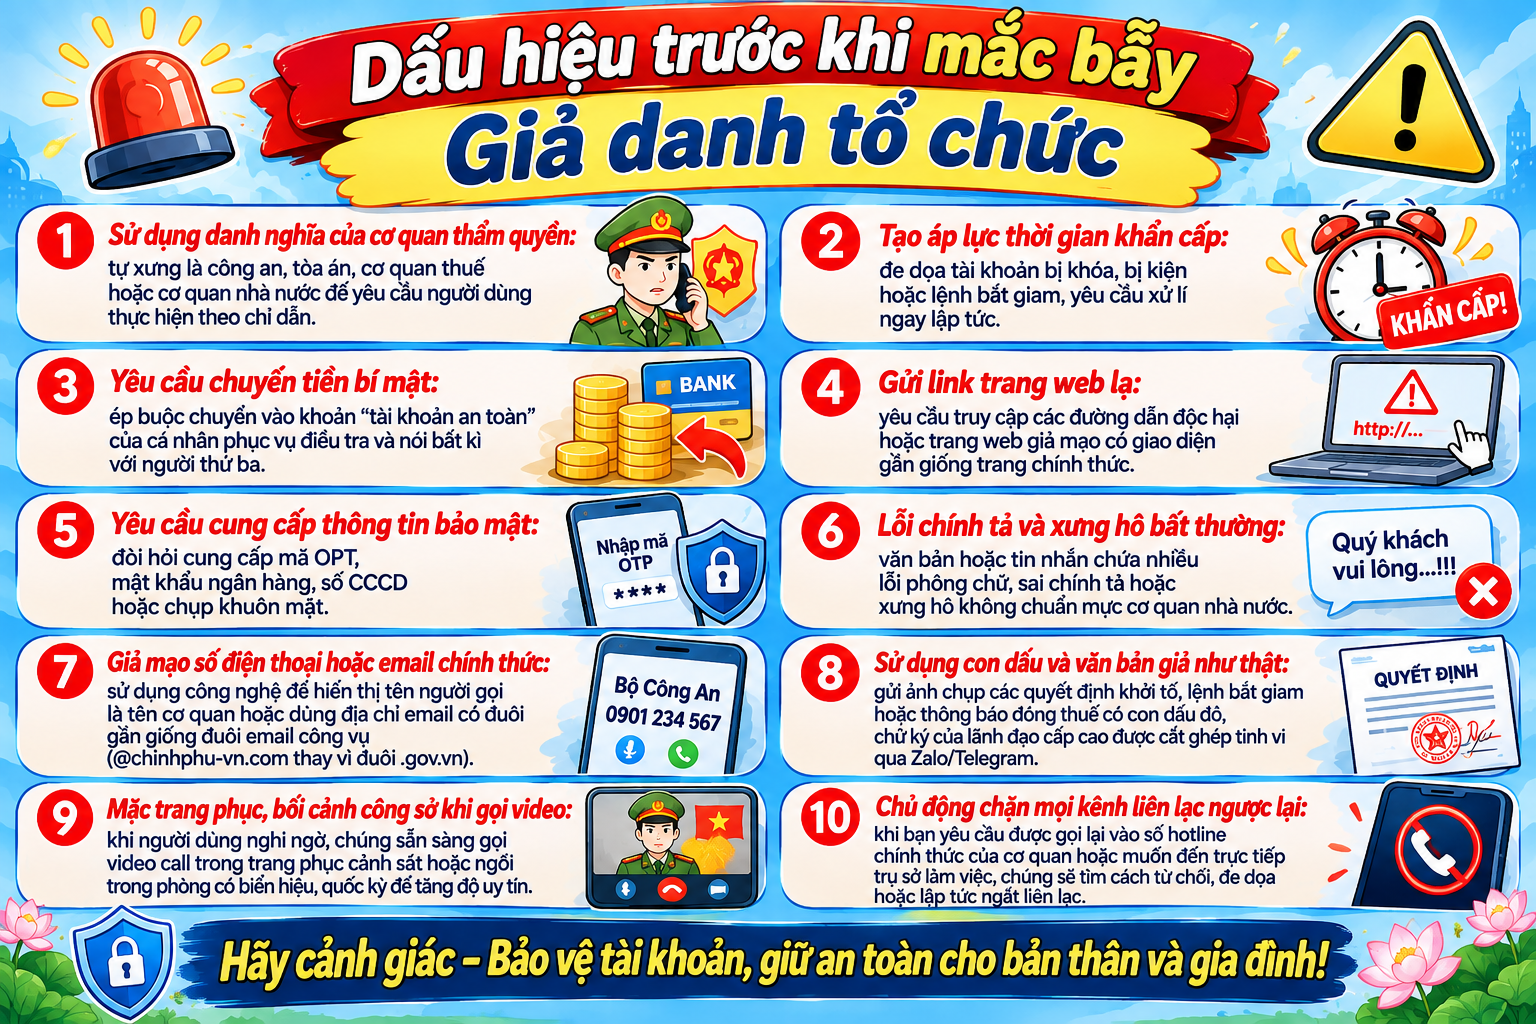 Dấu hiệu trước khi mắc bẫy
Giả danh tổ chức
1
Sử dụng danh nghĩa của cơ quan thẩm quyền:
tự xưng là công an, tòa án, cơ quan thuế
hoặc cơ quan nhà nước để yêu cầu người dùng
thực hiện theo chỉ dẫn.
2
Tạo áp lực thời gian khẩn cấp:
đe dọa tài khoản bị khóa, bị kiện
hoặc lệnh bắt giam, yêu cầu xử lí
ngay lập tức.
KHẨN CẤP!
3
Yêu cầu chuyến tiền bí mật:
ép buộc chuyển vào khoản “tài khoản an toàn”
của cá nhân phục vụ điều tra và nói bất kì
với người thứ ba.
BANK
4
Gửi link trang web lạ:
yêu cầu truy cập các đường dẫn độc hại
hoặc trang web giả mạo có giao diện
gần giống trang chính thức.
http://...
5
Yêu cầu cung cấp thông tin bảo mật:
đòi hỏi cung cấp mã OPT,
mật khẩu ngân hàng, số CCCD
hoặc chụp khuôn mặt.
Nhập mã
OTP
****
6
Lỗi chính tả và xưng hô bất thường:
văn bản hoặc tin nhắn chứa nhiều
lỗi phông chữ, sai chính tả hoặc
xưng hô không chuẩn mực cơ quan nhà nước.
Quý khách
vui lòng...!!!
7
Giả mạo số điện thoại hoặc email chính thức:
sử dụng công nghệ để hiển thị tên người gọi
là tên cơ quan hoặc dùng địa chỉ email có đuôi
gần giống đuôi email công vụ
(@chinhphu-vn.com thay vì đuôi .gov.vn).
Bộ Công An
0901 234 567
8
Sử dụng con dấu và văn bản giả như thật:
gửi ảnh chụp các quyết định khởi tố, lệnh bắt giam
hoặc thông báo đóng thuế có con dấu đỏ,
chữ ký của lãnh đạo cấp cao được cắt ghép tinh vi
qua Zalo/Telegram.
QUYẾT ĐỊNH
9
Mặc trang phục, bối cảnh công sở khi gọi video:
khi người dùng nghi ngờ, chúng sẵn sàng gọi
video call trong trang phục cảnh sát hoặc ngồi
trong phòng có biển hiệu, quốc kỳ để tăng độ uy tín.
10
Chủ động chặn mọi kênh liên lạc ngược lại:
khi bạn yêu cầu được gọi lại vào số hotline
chính thức của cơ quan hoặc muốn đến trực tiếp
trụ sở làm việc, chúng sẽ tìm cách từ chối, đe dọa
hoặc lập tức ngắt liên lạc.
Hãy cảnh giác – Bảo vệ tài khoản, giữ an toàn cho bản thân và gia đình!